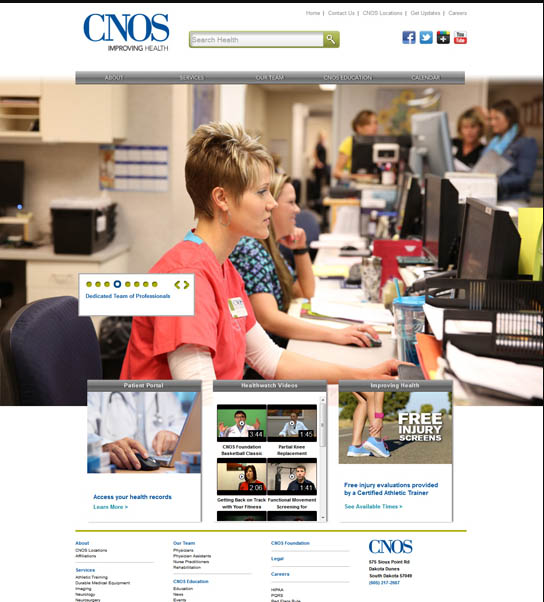 CNOS
IMPROVING HEALTH
Home | Contact Us | CNOS Locations | Get Updates | Careers
Search Health
You
Tube
ABOUT SERVICES OUR TEAM CNOS EDUCATION CALENDAR
CNOS
Dedicated Team of Professionals
Patient Portal
Access your health records
Learn More >
Healthwatch Videos
3:44
CNOS Foundation
Basketball Classic
1:45
Partial Knee
Replacement
2:06
Getting Back on Track
with Your Fitness
1:41
Functional Movement
Screening for
Improving Health
FREE
INJURY
SCREENS
Free injury evaluations provided
by a Certified Athletic Trainer
See Available Times >
About
CNOS Locations
Affiliations
Services
Athletic Training
Durable Medical Equipment
Imaging
Neurology
Neurosurgery
Our Team
Physicians
Physician Assistants
Nurse Practitioners
Rehabilitation
CNOS Education
Education
News
Events
CNOS Foundation
Legal
Careers
HIPAA
PQRS
Red Flags Rule
CNOS
575 Sioux Point Rd
Dakota Dunes
South Dakota 57049
(605) 217-2667